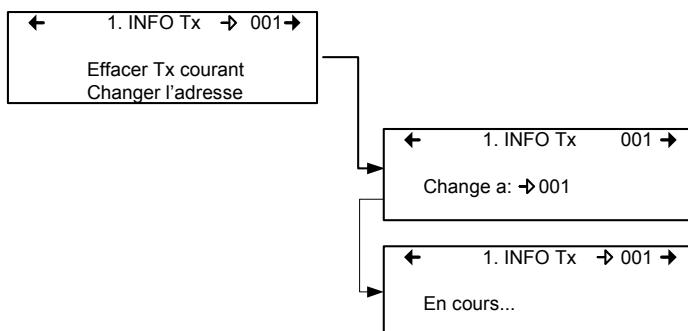 ← 1. INFO Tx -> 001 →
Effacer Tx courant
Changer l'adresse
← 1. INFO Tx 001 →
Change a: -> 001
← 1. INFO Tx -> 001 →
En cours...